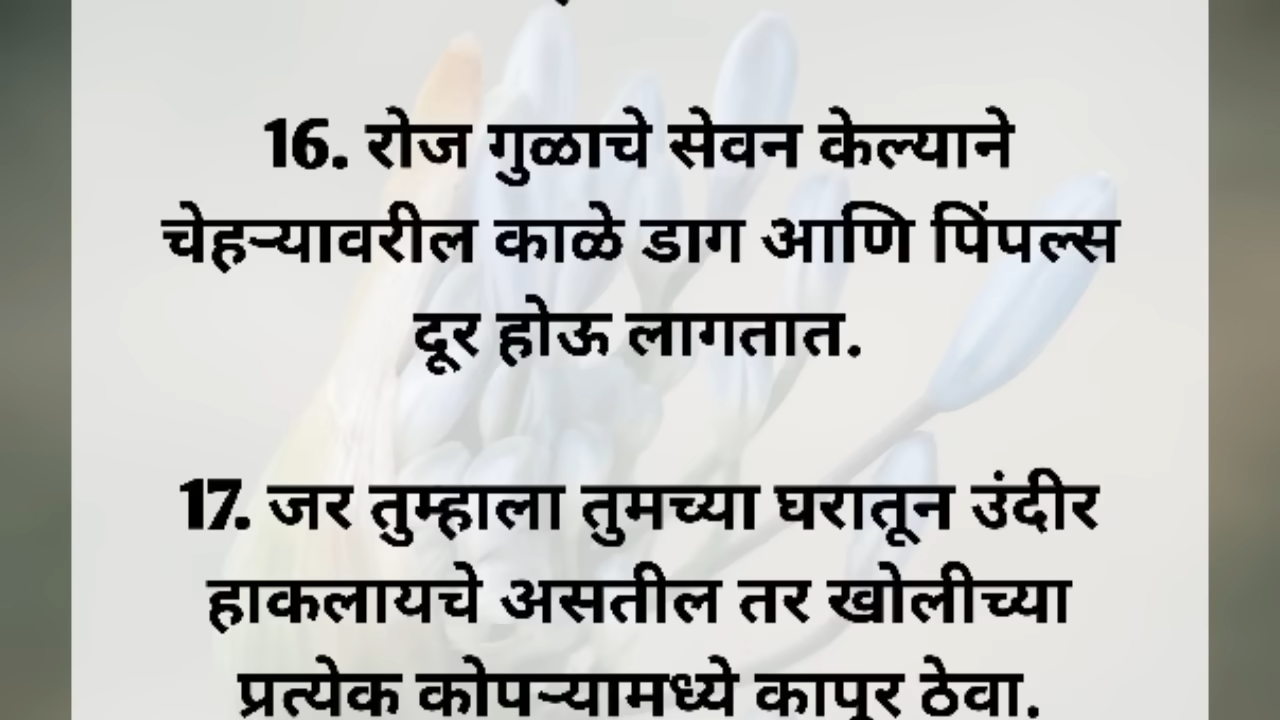 16. रोज गुळाचे सेवन केल्याने
चेहऱ्यावरील काळे डाग आणि पिंपल्स
दूर होऊ लागतात.
17. जर तुम्हाला तुमच्या घरातून उंदीर
हाकलायचे असतील तर खोलीच्या
प्रत्येक कोपऱ्यामध्ये कापूर ठेवा.